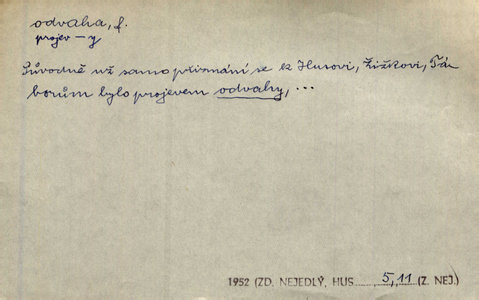 odvaha, f.
projev –y
Původně už samo přiznání se k Husovi, Žižkovi, Tá-
borům bylo projevem odvahy, ...
1952 (ZD. NEJEDLÝ, HUS 5,11 (Z. NEJ.)